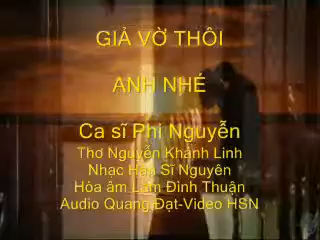 GIẢ VỜ THÔI
ANH NHÉ
Ca sĩ Phi Nguyễn
Thơ Nguyễn Khánh Linh
Nhạc Hàn Sĩ Nguyên
Hòa âm Lâm Đình Thuận
Audio Quang Đạt-Video HSN